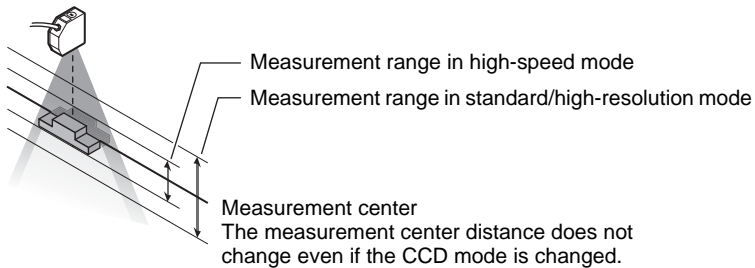 Measurement range in high-speed mode
Measurement range in standard/high-resolution mode
Measurement center
The measurement center distance does not
change even if the CCD mode is changed.